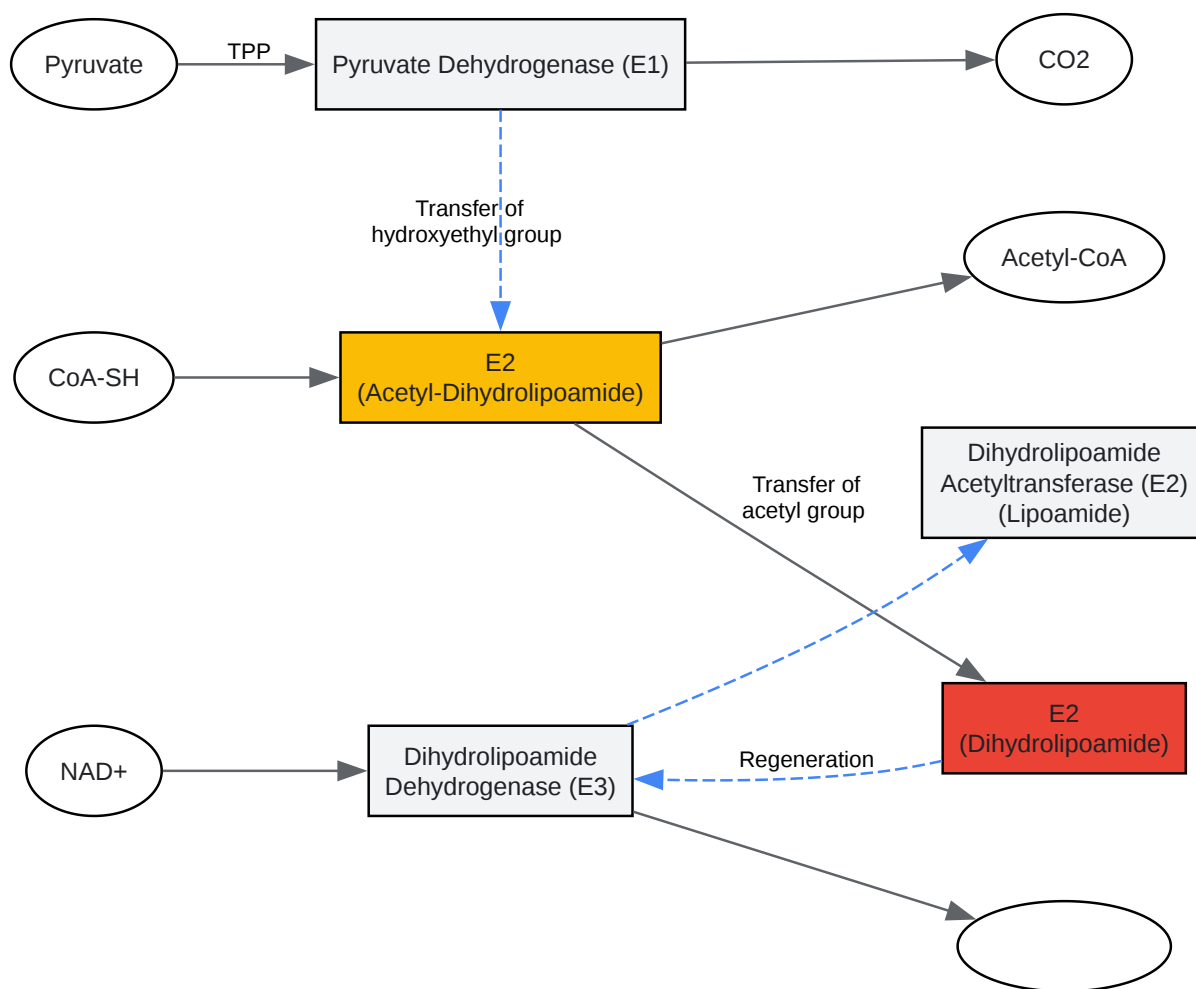 Pyruvate
TPP
Pyruvate Dehydrogenase (E1)
CO2
Transfer of
hydroxyethyl group
Acetyl-CoA
CoA-SH
E2
(Acetyl-Dihydrolipoamide)
Dihydrolipoamide
Acetyltransferase (E2)
(Lipoamide)
Transfer of
acetyl group
E2
(Dihydrolipoamide)
NAD+
Dihydrolipoamide
Dehydrogenase (E3)
Regeneration